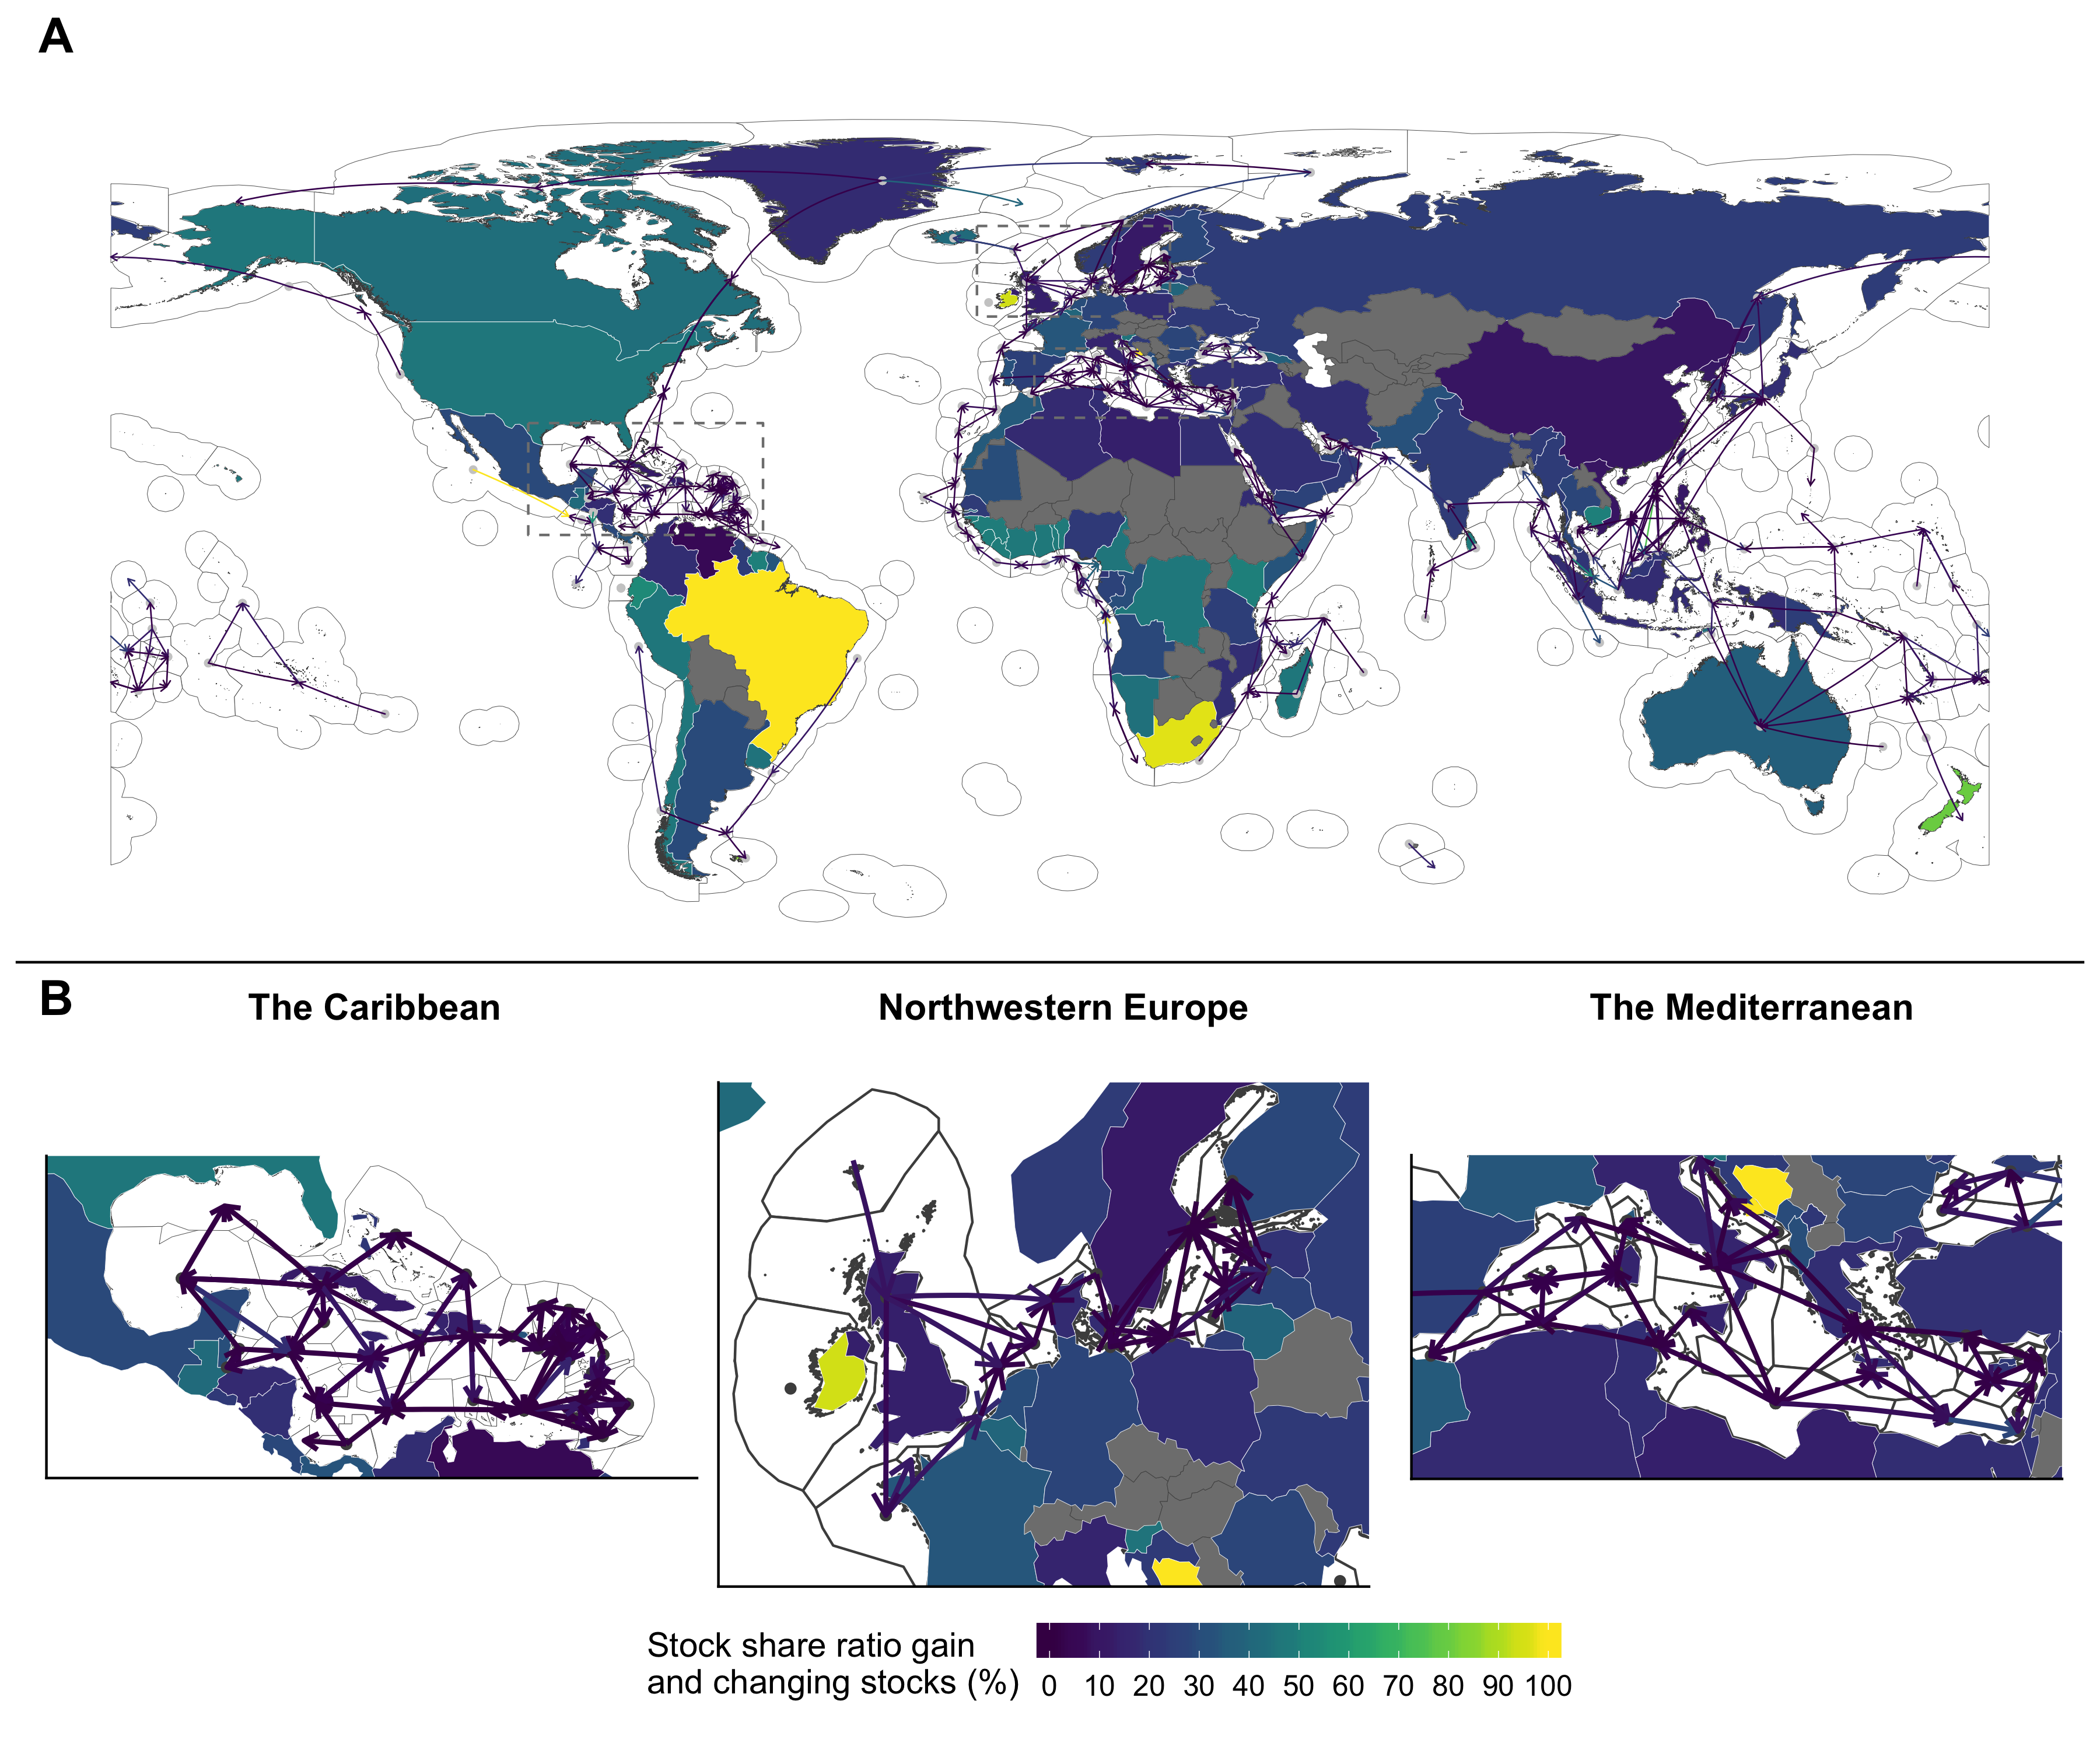 A
B
The Caribbean
Northwestern Europe
The Mediterranean
Stock share ratio gain
and changing stocks (%)
0 10 20 30 40 50 60 70 80 90 100